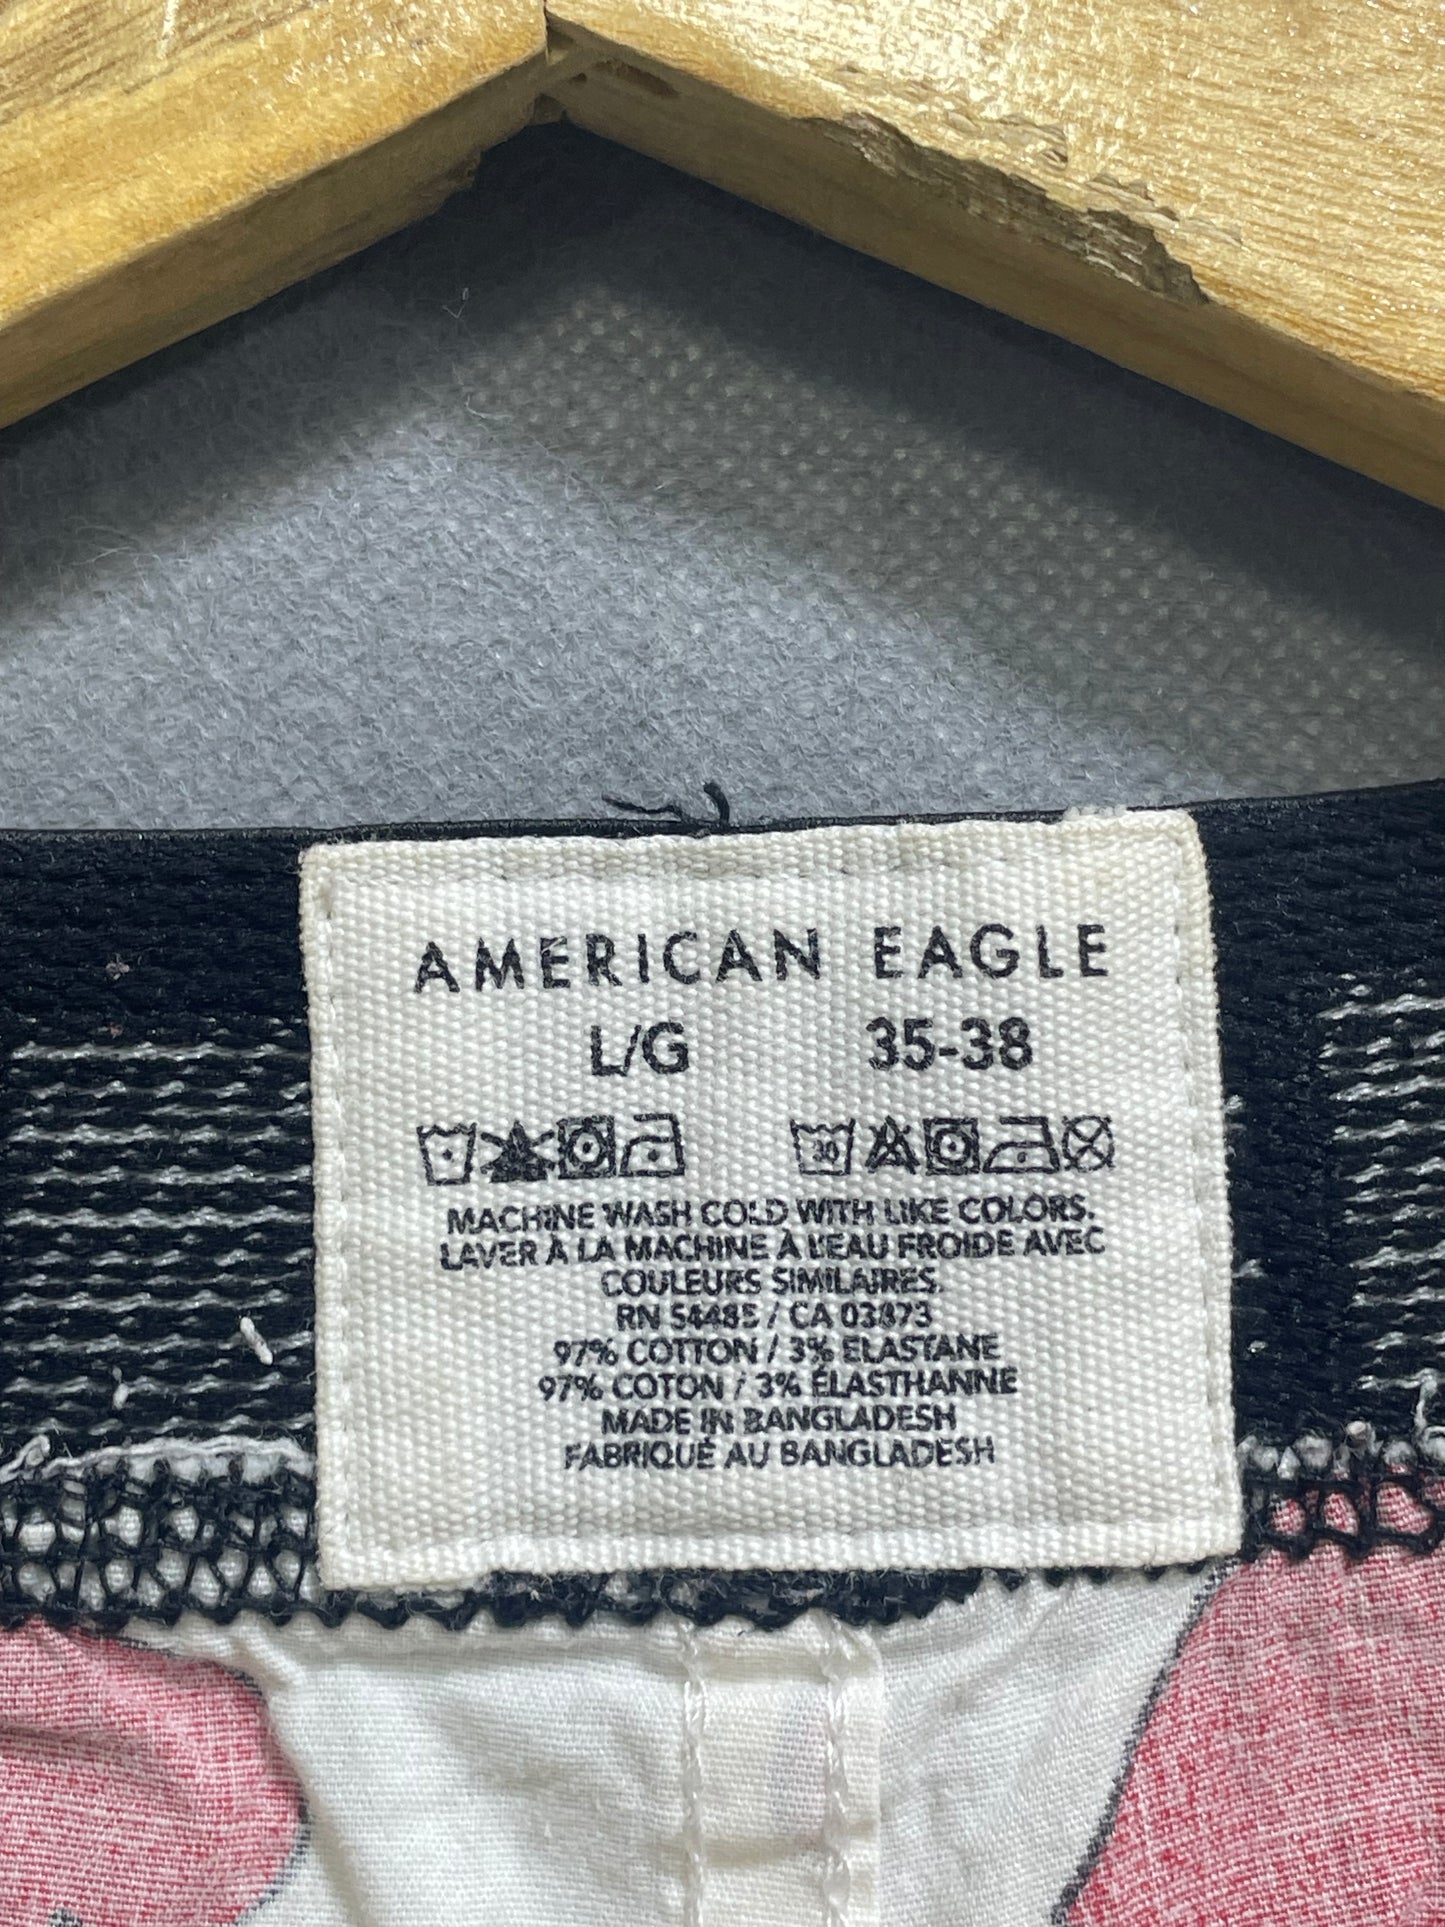 AMERICAN EAGLE
L/G 35-38
30
MACHINE WASH COLD WITH LIKE COLORS.
LAVER À LA MACHINE À L'EAU FROIDE AVEC
COULEURS SIMILAIRES.
RN 54485 / CA 03873
97% COTTON / 3% ELASTANE
97% COTON / 3% ÉLASTHANNE
MADE IN BANGLADESH
FABRIQUÉ AU BANGLADESH